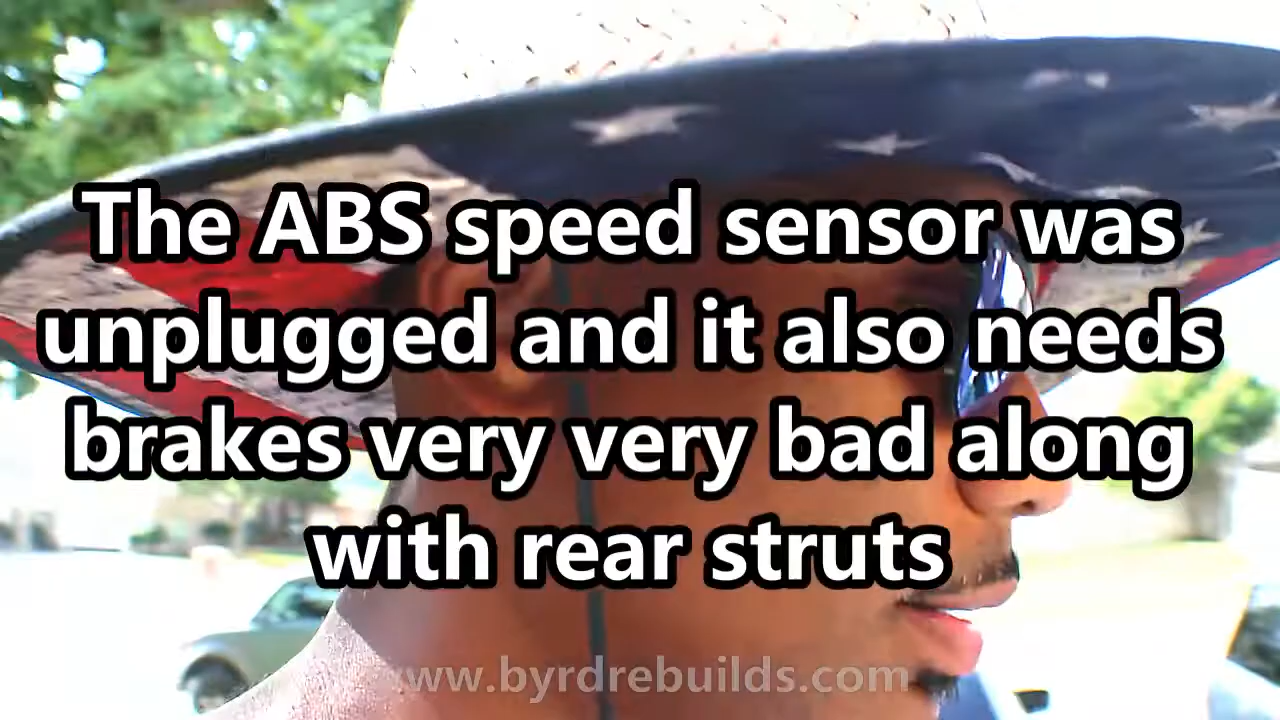 The ABS speed sensor was
unplugged and it also needs
brakes very very bad along
with rear struts
www.byrdrebuilds.com